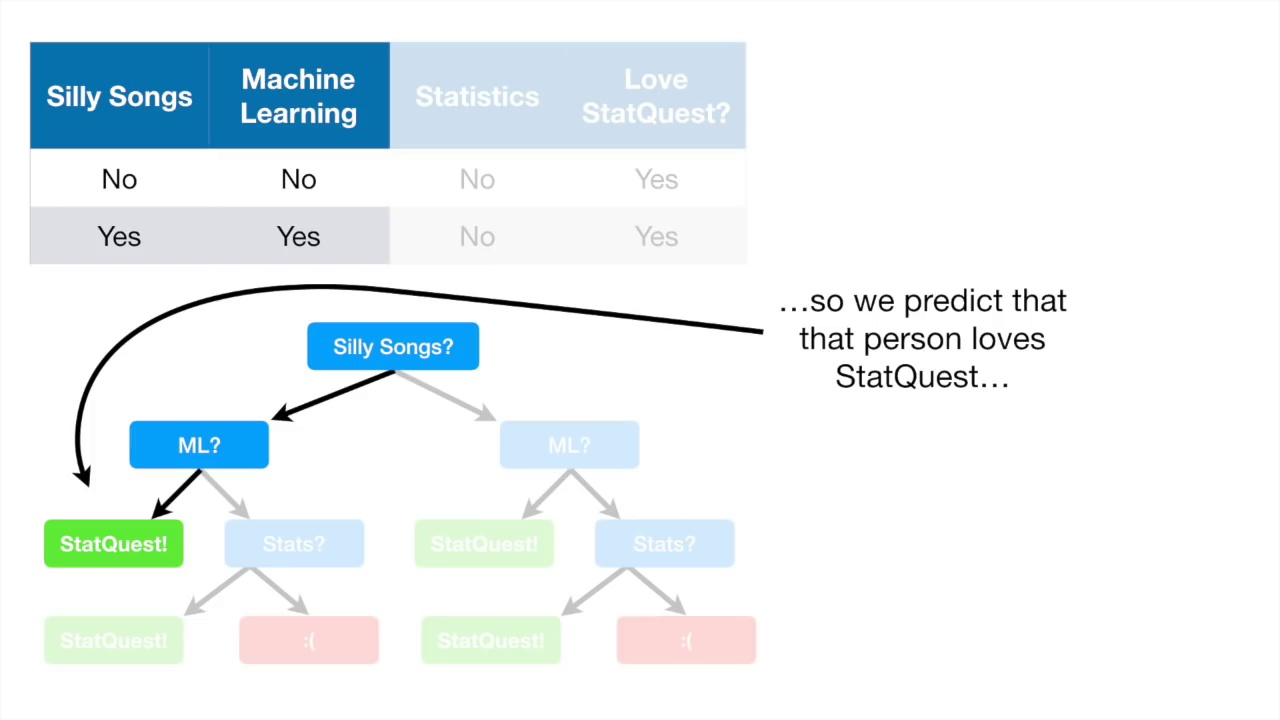 Silly Songs Machine Learning Statistics Love StatQuest?
No No No Yes
Yes Yes No Yes
…so we predict that
that person loves
StatQuest…
Silly Songs?
ML? ML?
StatQuest! Stats? StatQuest! Stats?
StatQuest! :( StatQuest! :(